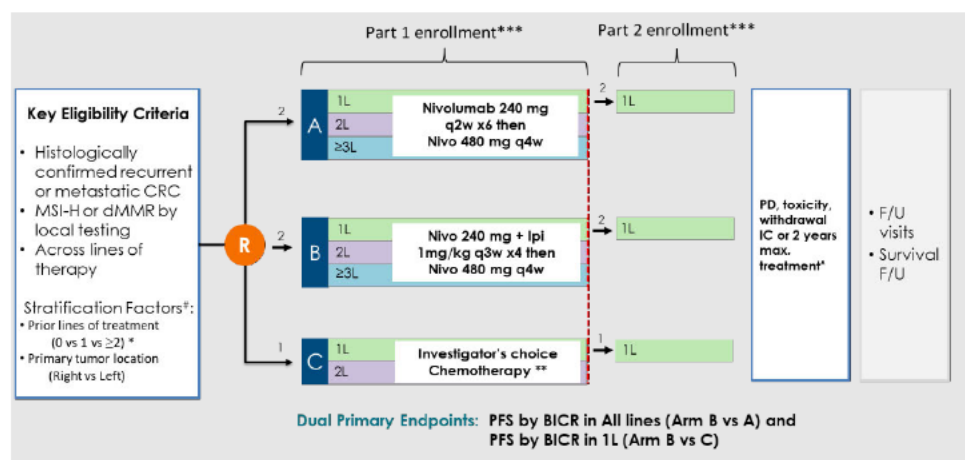 Part 1 enrollment***
Part 2 enrollment***
Key Eligibility Criteria
• Histologically
confirmed recurrent
or metastatic CRC
• MSI-H or dMMR by
local testing
• Across lines of
therapy
Stratification Factors#:
• Prior lines of treatment
(0 vs 1 vs ≥2) *
• Primary tumor location
(Right vs Left)
R
2
A
1L
2L
≥3L
Nivolumab 240 mg
q2w x6 then
Nivo 480 mg q4w
2
1L
2
B
1L
2L
≥3L
Nivo 240 mg + Ipi
1mg/kg q3w x4 then
Nivo 480 mg q4w
2
1L
1
C
1L
2L
Investigator's choice
Chemotherapy **
1
1L
PD, toxicity,
withdrawal
IC or 2 years
max.
treatment*
• F/U
visits
• Survival
F/U
Dual Primary Endpoints: PFS by BICR in All lines (Arm B vs A) and
PFS by BICR in 1L (Arm B vs C)